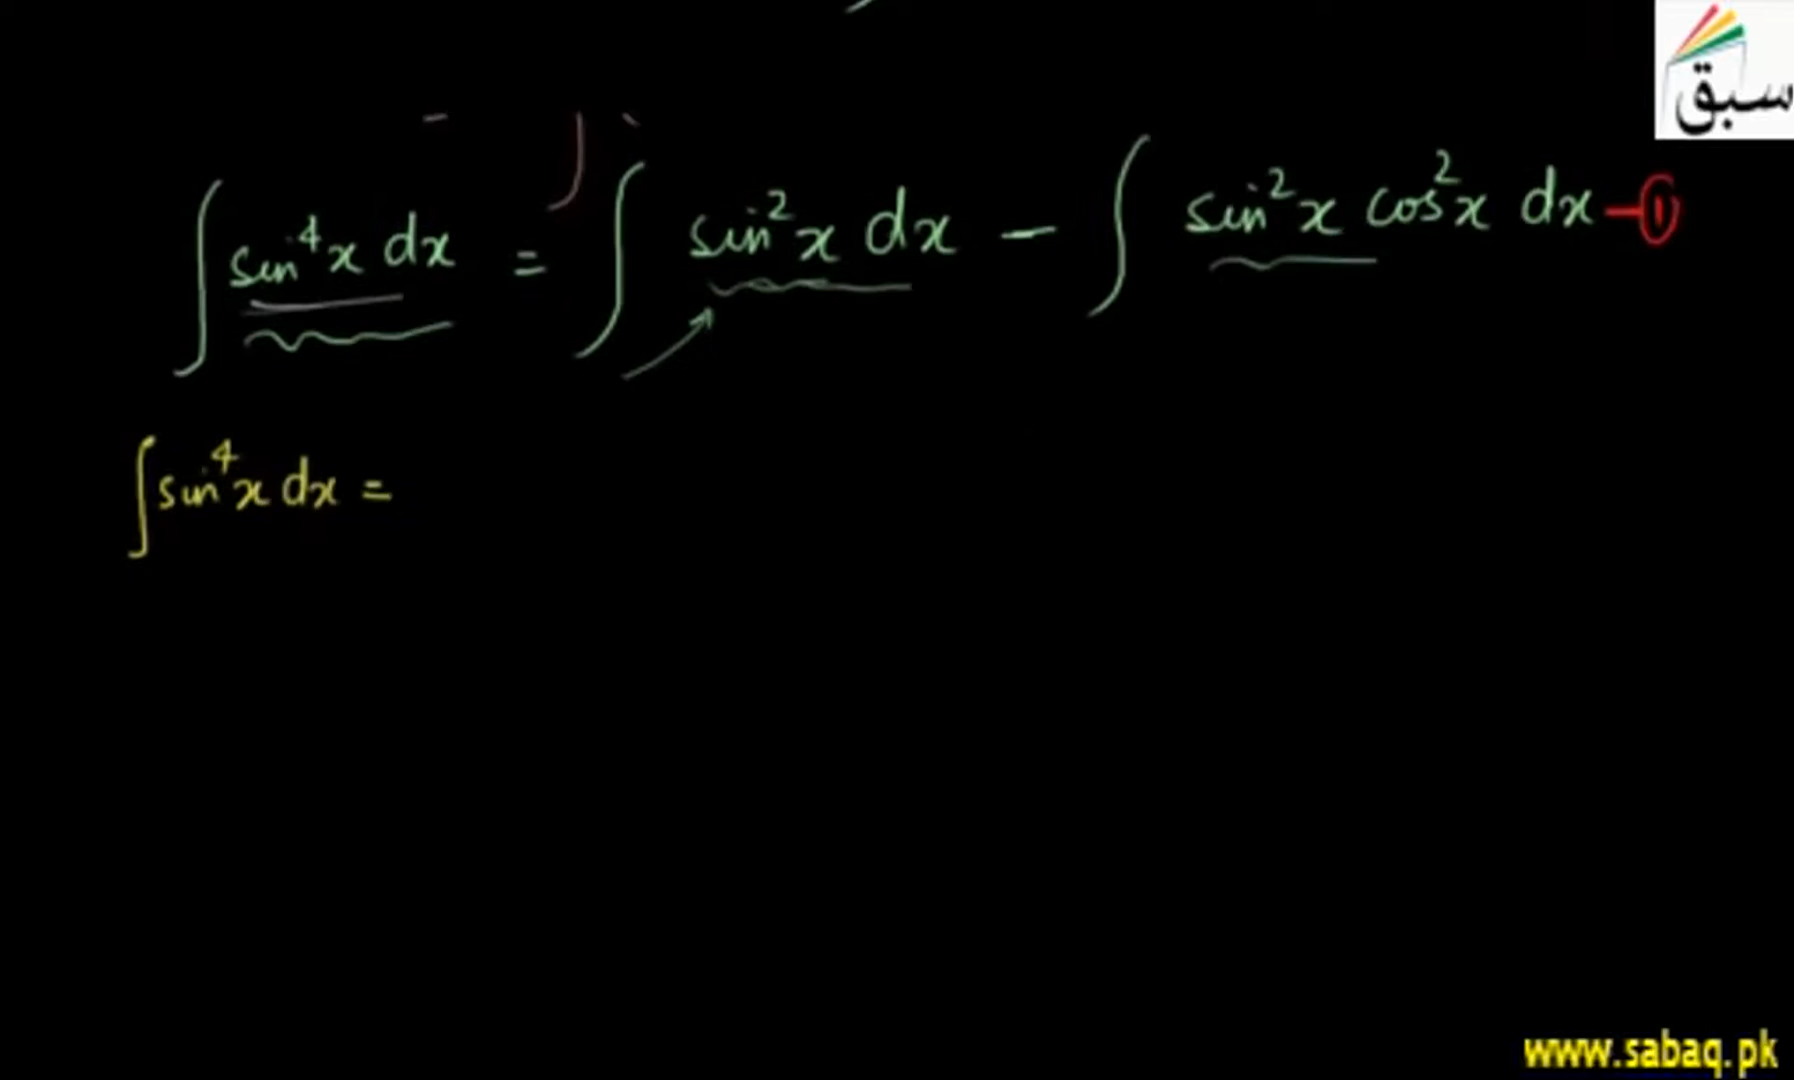 سبق
∫ sin⁴x dx = ∫ sin²x dx − ∫ sin²x cos²x dx −①
∫ sin⁴x dx =
www.sabaq.pk